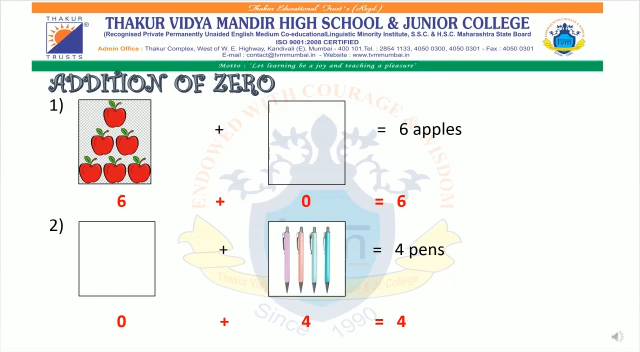 Thakur Educational Trust's (Regd.)
THAKUR
TRUSTS
THAKUR VIDYA MANDIR HIGH SCHOOL & JUNIOR COLLEGE
(Recognised Private Permanently Unaided English Medium Co-educational/Linguistic Minority Institute, S.S.C. & H.S.C. Maharashtra State Board
ISO 9001:2008 CERTIFIED
Admin Office : Thakur Complex, West of W. E. Highway, Kandivali (E), Mumbai - 400 101.Tel. : 2854 1133, 4050 0300, 4050 0301 - Fax : 4050 0301
E-mail : contact@tvmmumbai.in - Website : www.tvmmumbai.in
tvm
Motto : "Let learning be a joy and teaching a pleasure"
ADDITION OF ZERO
1)
+ = 6 apples
6 + 0 = 6
2)
+ = 4 pens
0 + 4 = 4
ENDOWED WITH COURAGE & WISDOM
tvm
Since 1990